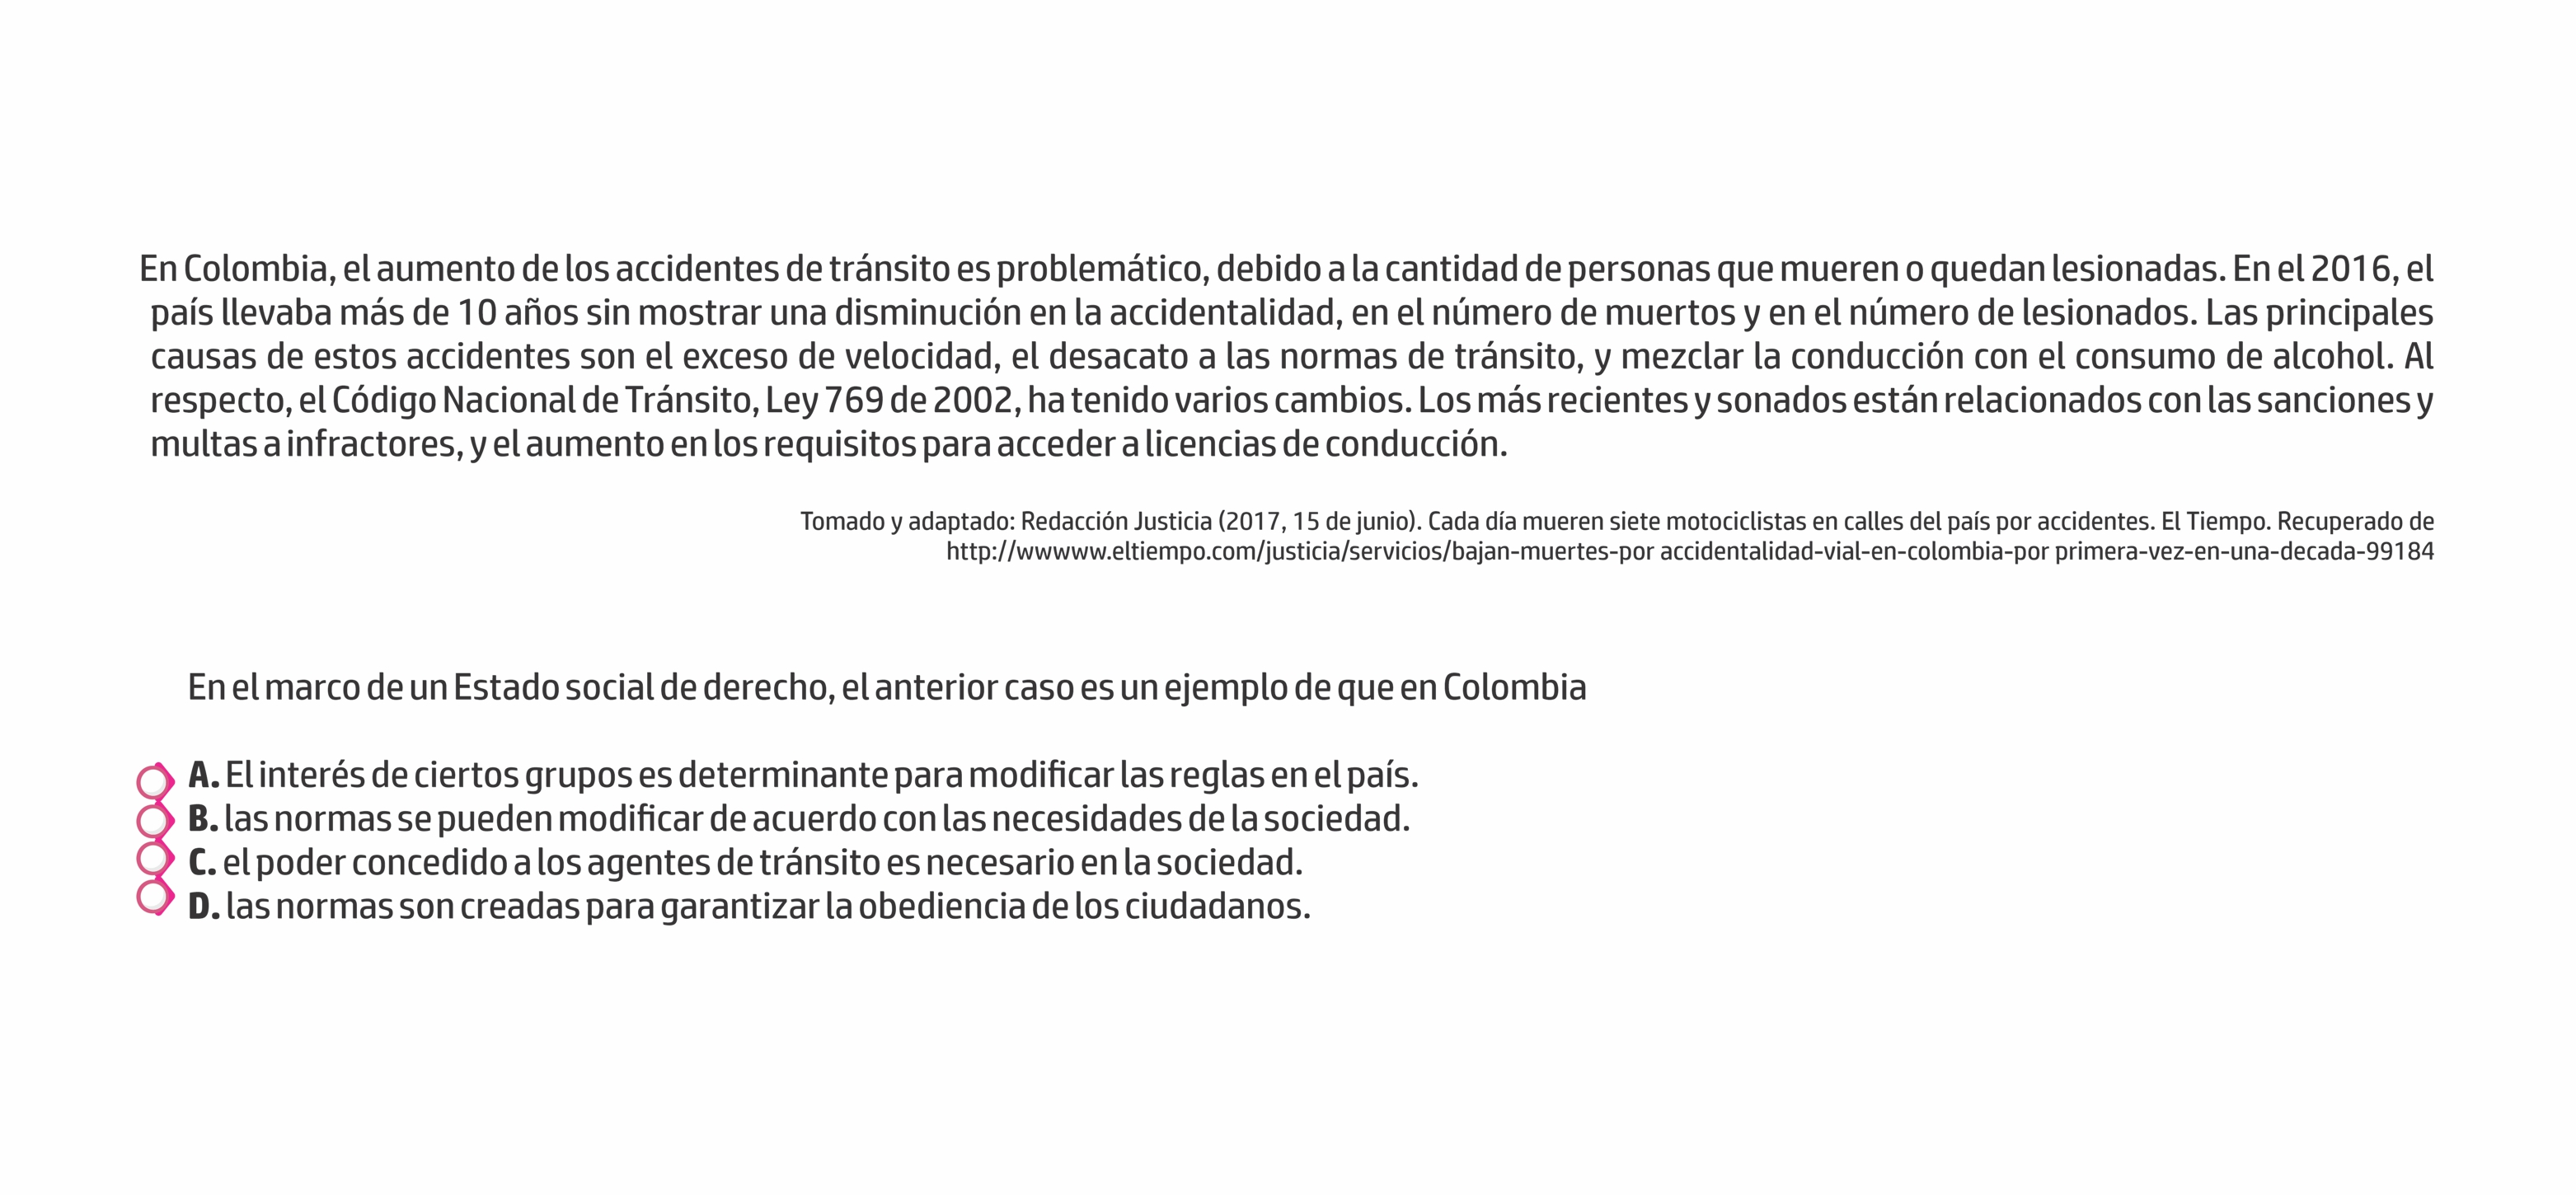 En Colombia, el aumento de los accidentes de tránsito es problemático, debido a la cantidad de personas que mueren o quedan lesionadas. En el 2016, el
país llevaba más de 10 años sin mostrar una disminución en la accidentalidad, en el número de muertos y en el número de lesionados. Las principales
causas de estos accidentes son el exceso de velocidad, el desacato a las normas de tránsito, y mezclar la conducción con el consumo de alcohol. Al
respecto, el Código Nacional de Tránsito, Ley 769 de 2002, ha tenido varios cambios. Los más recientes y sonados están relacionados con las sanciones y
multas a infractores, y el aumento en los requisitos para acceder a licencias de conducción.
Tomado y adaptado: Redacción Justicia (2017, 15 de junio). Cada día mueren siete motociclistas en calles del país por accidentes. El Tiempo. Recuperado de
http://wwwww.eltiempo.com/justicia/servicios/bajan-muertes-por accidentalidad-vial-en-colombia-por primera-vez-en-una-decada-99184
En el marco de un Estado social de derecho, el anterior caso es un ejemplo de que en Colombia
A. El interés de ciertos grupos es determinante para modificar las reglas en el país.
B. las normas se pueden modificar de acuerdo con las necesidades de la sociedad.
C. el poder concedido a los agentes de tránsito es necesario en la sociedad.
D. las normas son creadas para garantizar la obediencia de los ciudadanos.